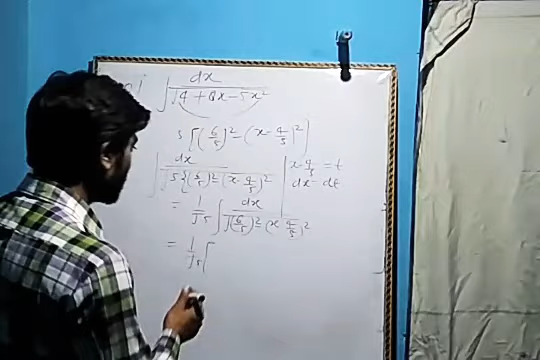 ∫ dx / √(4 + 8x - 5x²)
5 [(6/5)² - (x - 4/5)²]
∫ dx / √(5 {(6/5)² - (x - 4/5)²
x - 4/5 = t
dx = dt
= 1/√5 ∫ dx / √((6/5)² - (x - 4/5)²
= 1/√5 ∫